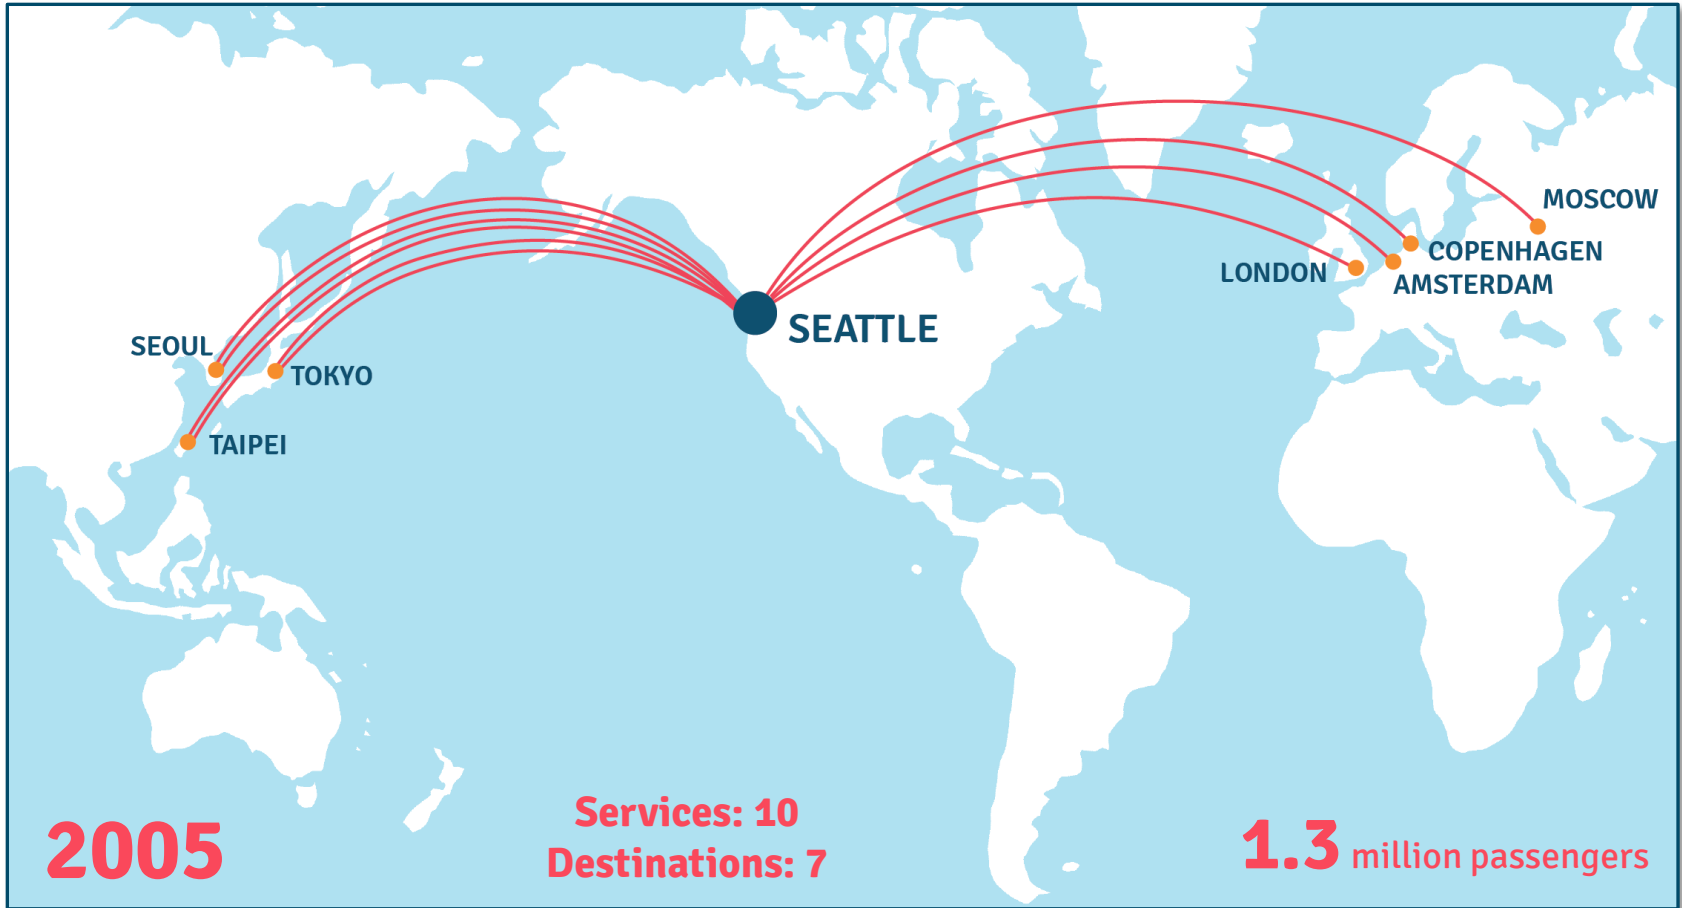 MOSCOW
COPENHAGEN
LONDON
AMSTERDAM
SEATTLE
SEOUL
TOKYO
TAIPEI
Services: 10
Destinations: 7
2005
1.3 million passengers